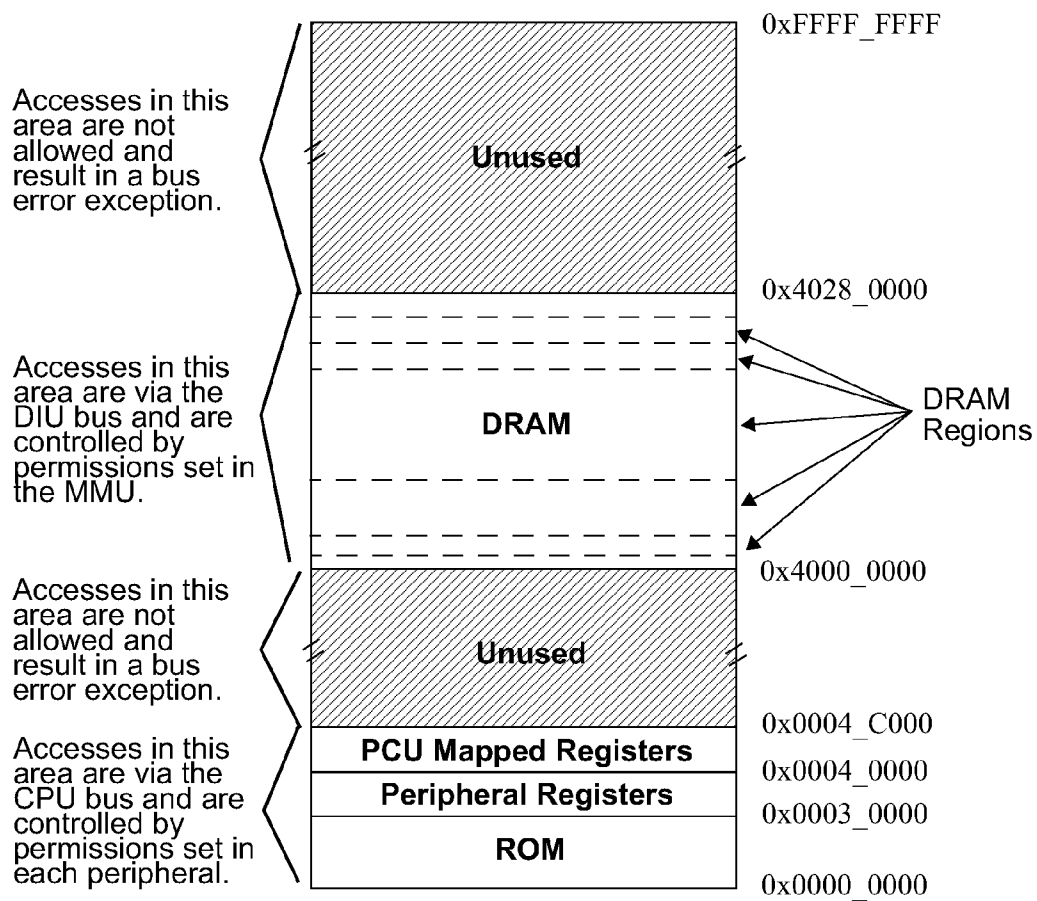 0xFFFF_FFFF
Accesses in this
area are not
allowed and
result in a bus
error exception.
Unused
0x4028_0000
Accesses in this
area are via the
DIU bus and are
controlled by
permissions set in
the MMU.
DRAM
DRAM
Regions
0x4000_0000
Accesses in this
area are not
allowed and
result in a bus
error exception.
Unused
0x0004_C000
PCU Mapped Registers
0x0004_0000
Peripheral Registers
0x0003_0000
Accesses in this
area are via the
CPU bus and are
controlled by
permissions set in
each peripheral.
ROM
0x0000_0000